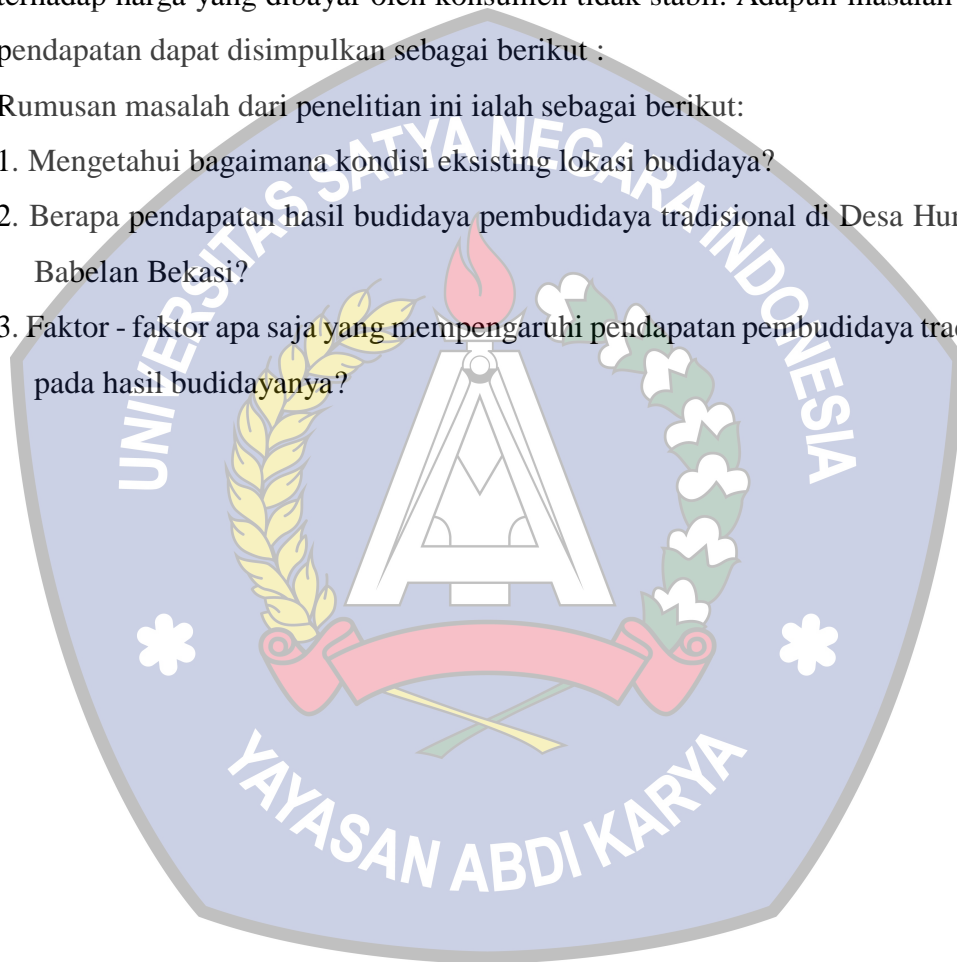 terhadap harga yang dibayar oleh konsumen tidak stabil. Adapun masalah
pendapatan dapat disimpulkan sebagai berikut :
Rumusan masalah dari penelitian ini ialah sebagai berikut:
1. Mengetahui bagaimana kondisi eksisting lokasi budidaya?
2. Berapa pendapatan hasil budidaya pembudidaya tradisional di Desa Hur
Babelan Bekasi?
3. Faktor - faktor apa saja yang mempengaruhi pendapatan pembudidaya trad
pada hasil budidayanya?
UNIVERSITAS SATYA NEGARA INDONESIA
YAYASAN ABDI KARYA